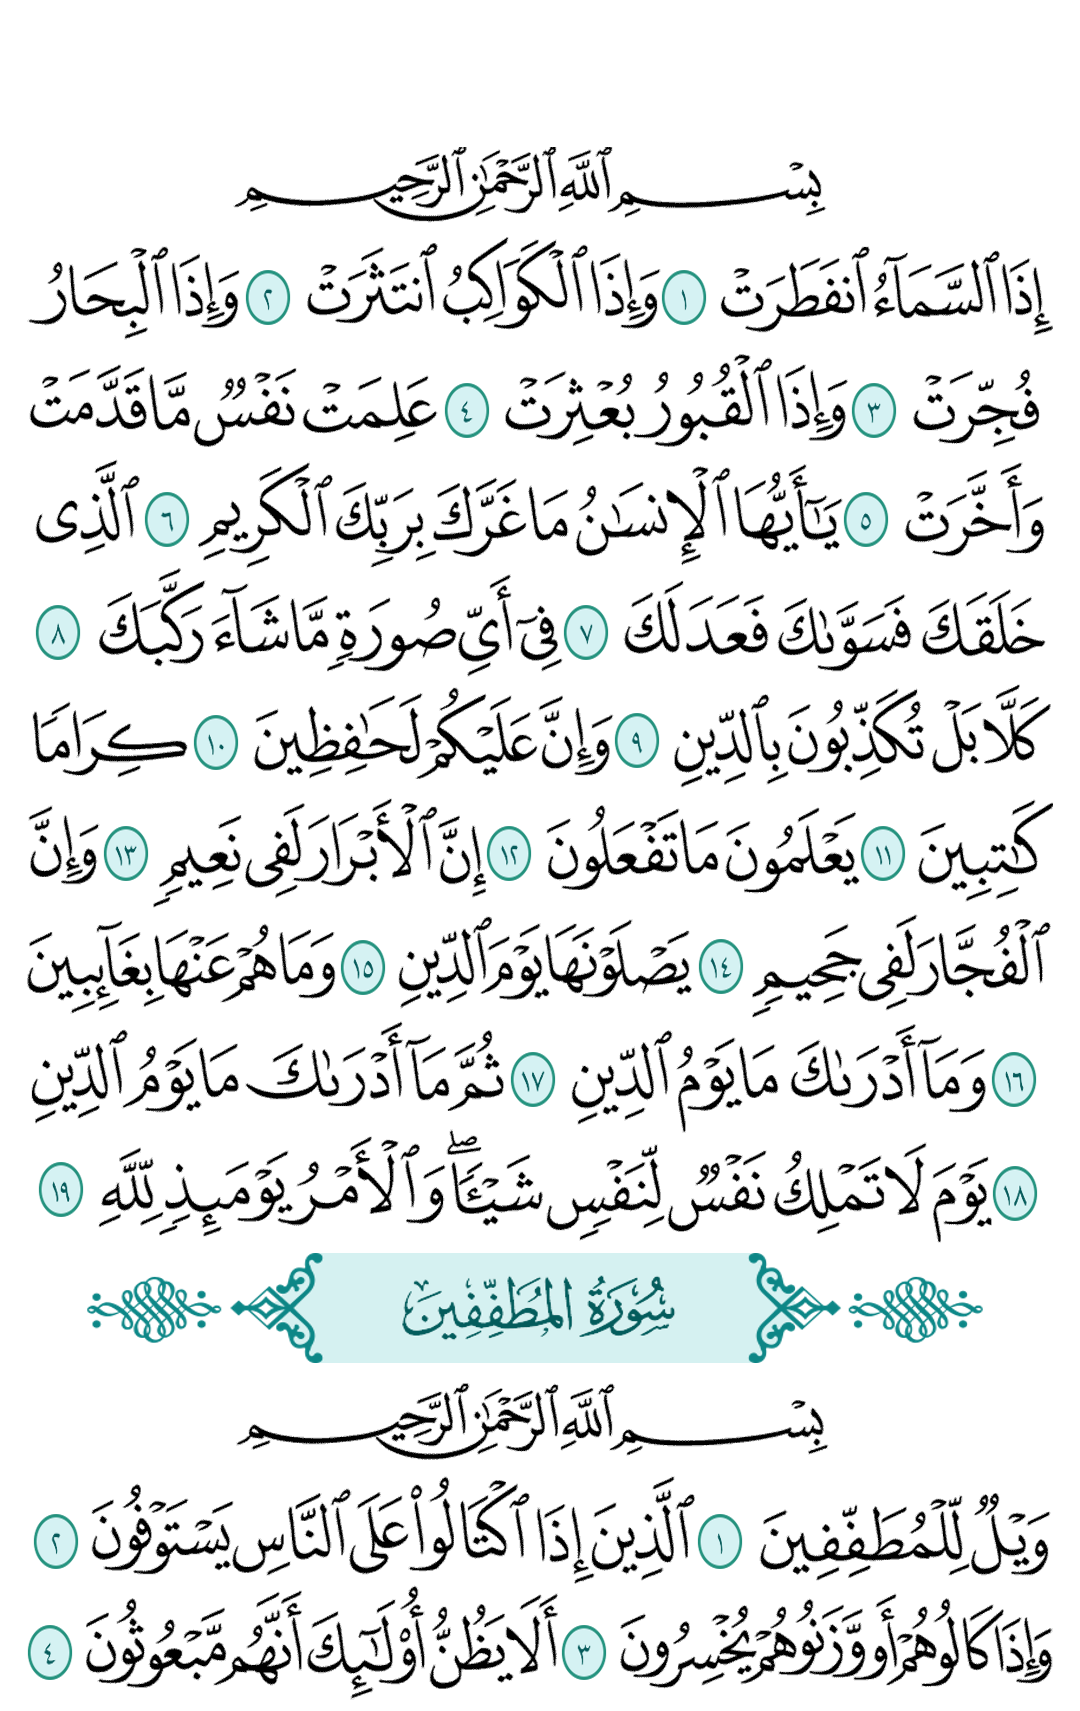 بِسْمِ ٱللَّهِ ٱلرَّحْمَٰنِ ٱلرَّحِيمِ
إِذَا ٱلسَّمَآءُ ٱنفَطَرَتْ ١ وَإِذَا ٱلْكَوَاكِبُ ٱنتَثَرَتْ ٢ وَإِذَا ٱلْبِحَارُ
فُجِّرَتْ ٣ وَإِذَا ٱلْقُبُورُ بُعْثِرَتْ ٤ عَلِمَتْ نَفْسٌ مَّا قَدَّمَتْ
وَأَخَّرَتْ ٥ يَٰٓأَيُّهَا ٱلْإِنسَٰنُ مَا غَرَّكَ بِرَبِّكَ ٱلْكَرِيمِ ٦ ٱلَّذِى
خَلَقَكَ فَسَوَّىٰكَ فَعَدَلَكَ ٧ فِىٓ أَىِّ صُورَةٍ مَّا شَآءَ رَكَّبَكَ ٨
كَلَّا بَلْ تُكَذِّبُونَ بِٱلدِّينِ ٩ وَإِنَّ عَلَيْكُمْ لَحَٰفِظِينَ ١٠ كِرَامًا
كَٰتِبِينَ ١١ يَعْلَمُونَ مَا تَفْعَلُونَ ١٢ إِنَّ ٱلْأَبْرَارَ لَفِى نَعِيمٍ ١٣ وَإِنَّ
ٱلْفُجَّارَ لَفِى جَحِيمٍ ١٤ يَصْلَوْنَهَا يَوْمَ ٱلدِّينِ ١٥ وَمَا هُمْ عَنْهَا بِغَآئِبِينَ
١٦ وَمَآ أَدْرَىٰكَ مَا يَوْمُ ٱلدِّينِ ١٧ ثُمَّ مَآ أَدْرَىٰكَ مَا يَوْمُ ٱلدِّينِ
١٨ يَوْمَ لَا تَمْلِكُ نَفْسٌ لِّنَفْسٍ شَيْـًٔا ۖ وَٱلْأَمْرُ يَوْمَئِذٍ لِّلَّهِ ١٩
سُورَةُ المُطَفِّفِينَ
بِسْمِ ٱللَّهِ ٱلرَّحْمَٰنِ ٱلرَّحِيمِ
وَيْلٌ لِّلْمُطَفِّفِينَ ١ ٱلَّذِينَ إِذَا ٱكْتَالُوا۟ عَلَى ٱلنَّاسِ يَسْتَوْفُونَ ٢
وَإِذَا كَالُوهُمْ أَو وَّزَنُوهُمْ يُخْسِرُونَ ٣ أَلَا يَظُنُّ أُو۟لَٰٓئِكَ أَنَّهُم مَّبْعُوثُونَ ٤